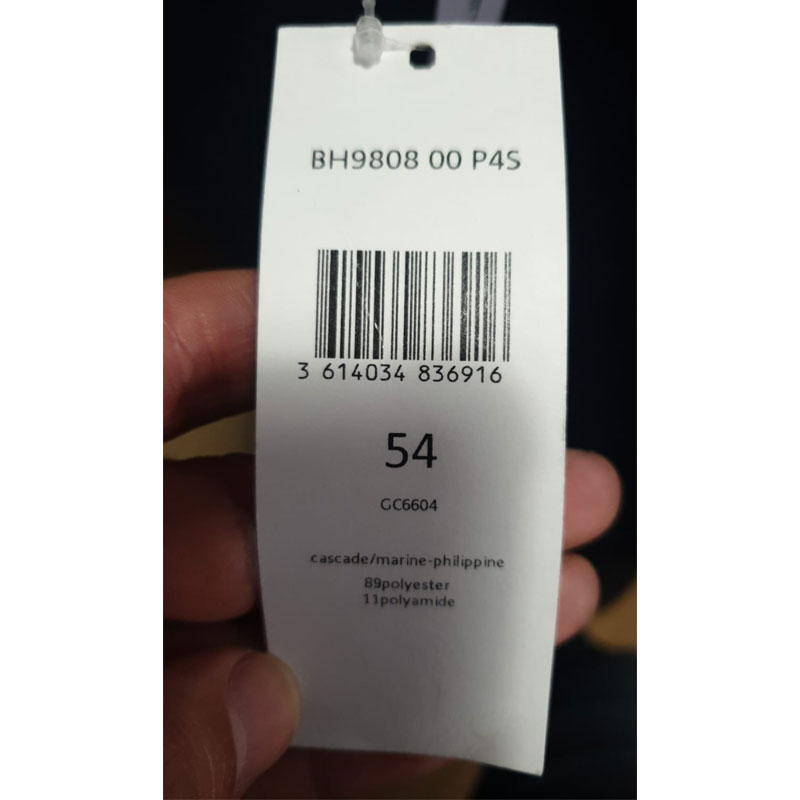 BH9808 00 P4S
3 614034 836916
54
GC6604
cascade/marine-philippine
89polyester
11polyamide